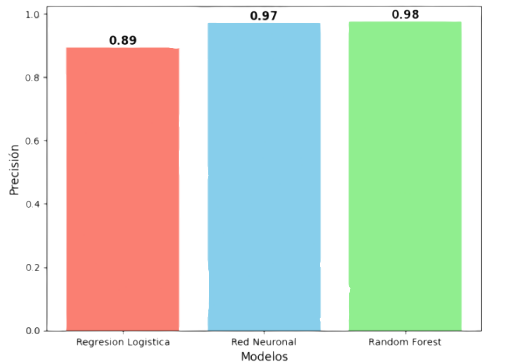 0.89
0.97
0.98
1.0
0.8
0.6
0.4
0.2
0.0
Precisión
Regresion Logistica
Red Neuronal
Random Forest
Modelos